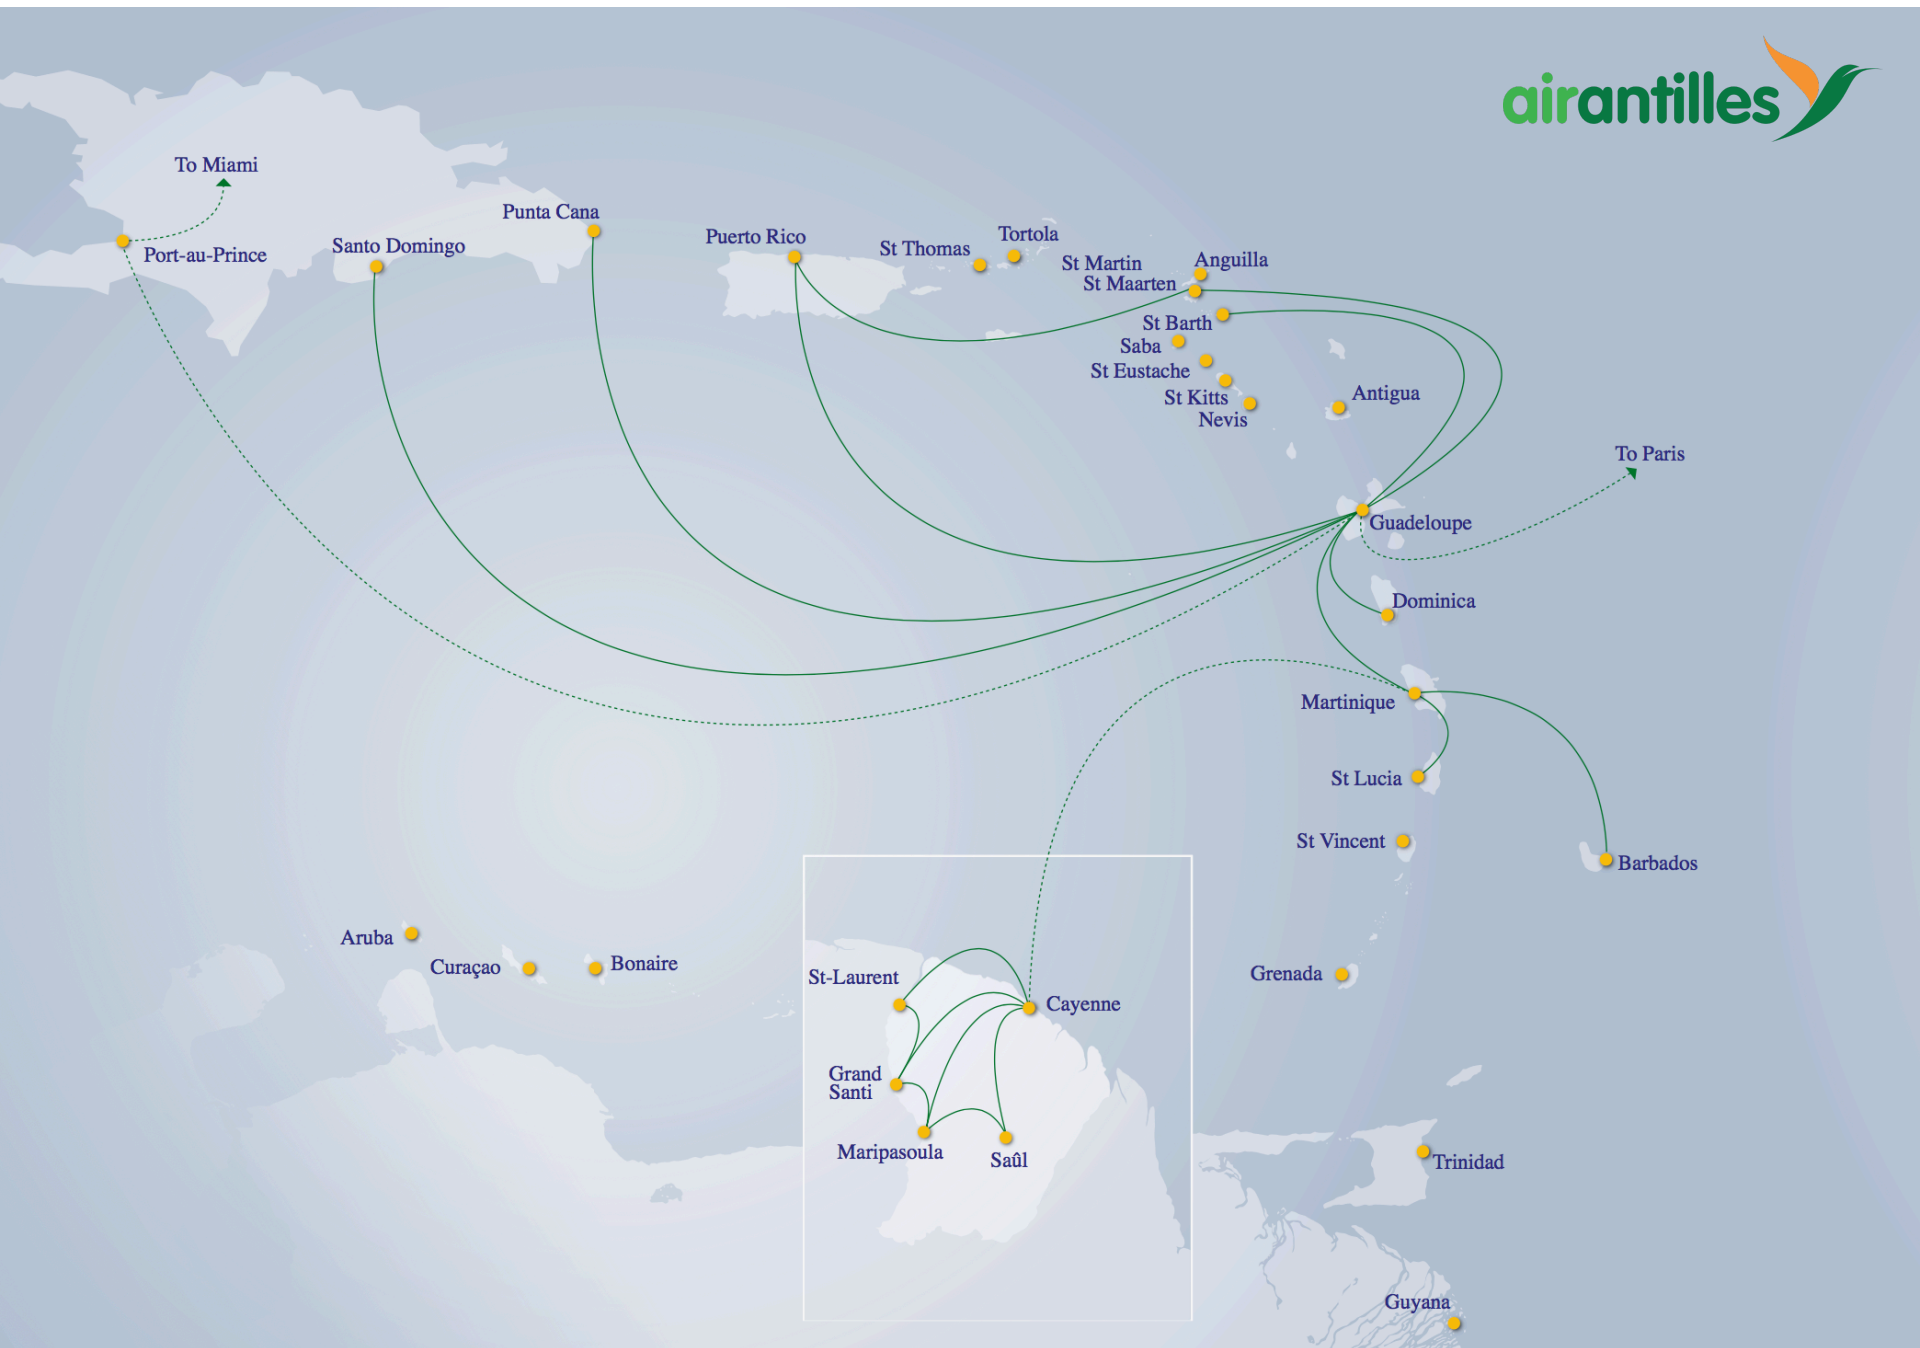 airantilles
To Miami
Punta Cana
Port-au-Prince
Santo Domingo
Puerto Rico
St Thomas
Tortola
St Martin
St Maarten
Anguilla
St Barth
Saba
St Eustache
St Kitts
Nevis
Antigua
To Paris
Guadeloupe
Dominica
Martinique
St Lucia
St Vincent
Barbados
Aruba
Curaçao
Bonaire
Grenada
St-Laurent
Cayenne
Grand
Santi
Maripasoula
Saûl
Trinidad
Guyana